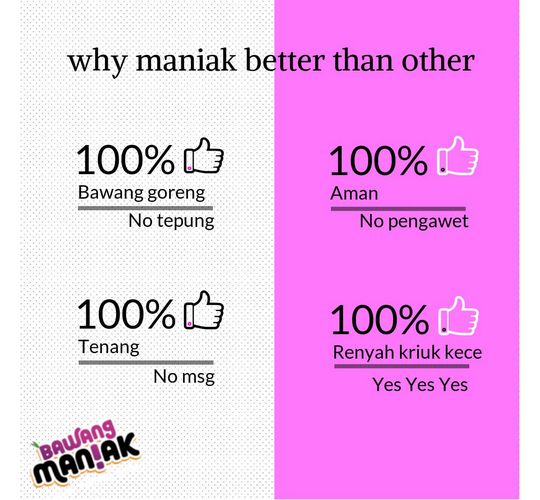 why maniak better than other
100%
Bawang goreng
No tepung
100%
Aman
No pengawet
100%
Tenang
No msg
100%
Renyah kriuk kece
Yes Yes Yes
BAWANG
MANIAK